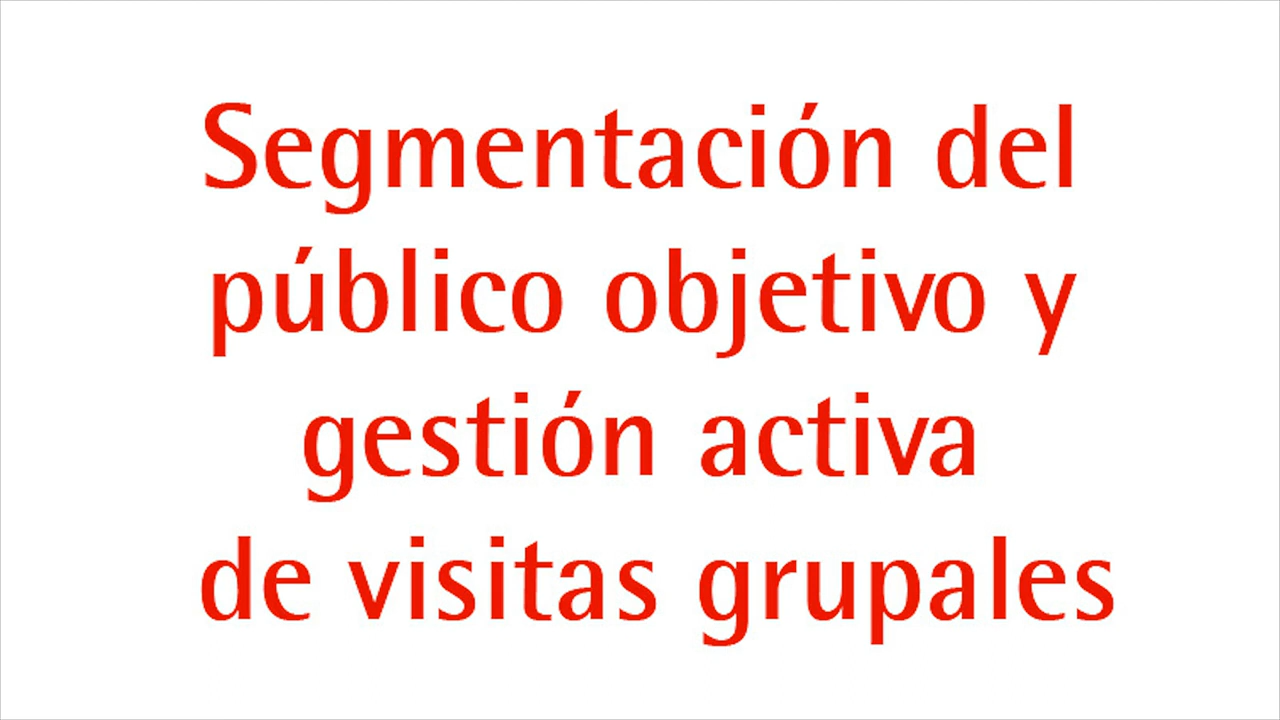 Segmentación del
público objetivo y
gestión activa
de visitas grupales